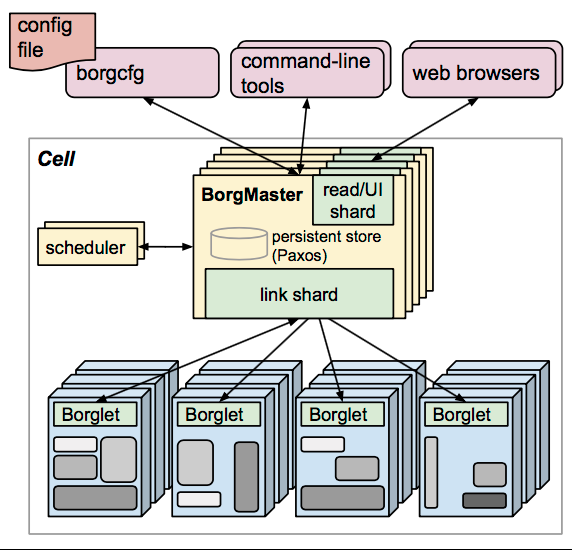 config
file
borgcfg
command-line
tools
web browsers
Cell
BorgMaster
read/UI
shard
persistent store
(Paxos)
scheduler
link shard
Borglet
Borglet
Borglet
Borglet